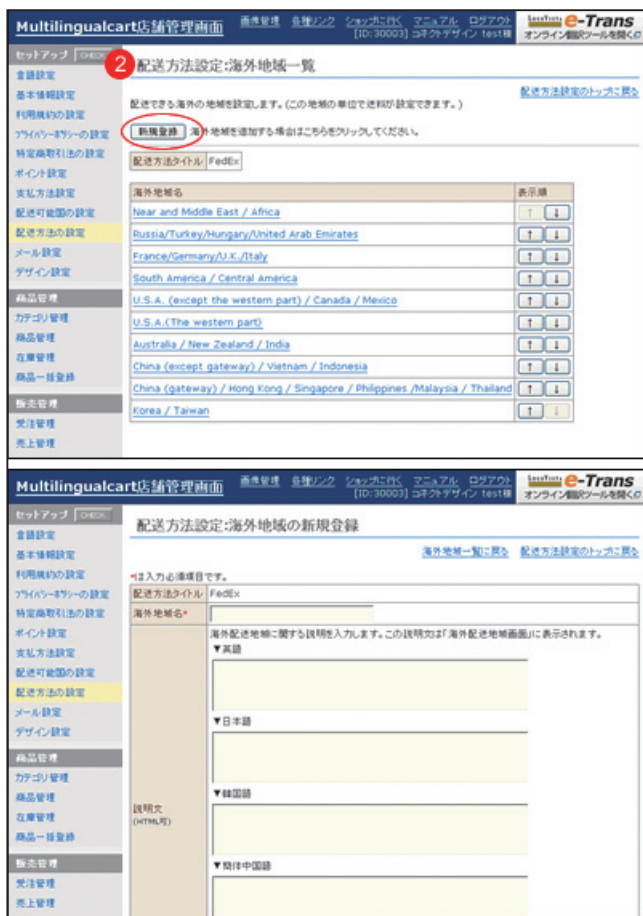 Multilingualcart店舗管理画面
画像管理 各種リンク ショップに行く マニュアル ログアウト
[ID:30003] コネクトデザイン test様
e-Trans
オンライン翻訳ツールを開く
セットアップ CHECK
言語設定
基本情報設定
利用規約の設定
プライバシーポリシーの設定
特定商取引法の設定
ポイント設定
支払方法設定
配送可能国の設定
配送方法の設定
メール設定
デザイン設定
商品管理
カテゴリ管理
商品管理
在庫管理
商品一括登録
販売管理
受注管理
売上管理
2
配送方法設定:海外地域一覧
配送方法設定のトップに戻る
配送できる海外の地域を設定します。(この地域の単位で送料が設定できます。)
新規登録 海外地域を追加する場合はこちらをクリックしてください。
配送方法タイトル FedEx
海外地域名 表示順
Near and Middle East / Africa ↑ ↓
Russia/Turkey/Hungary/United Arab Emirates ↑ ↓
France/Germany/U.K./Italy ↑ ↓
South America / Central America ↑ ↓
U.S.A. (except the western part) / Canada / Mexico ↑ ↓
U.S.A.(The western part) ↑ ↓
Australia / New Zealand / India ↑ ↓
China (except gateway) / Vietnam / Indonesia ↑ ↓
China (gateway) / Hong Kong / Singapore / Philippines /Malaysia / Thailand ↑ ↓
Korea / Taiwan ↑ ↓
Multilingualcart店舗管理画面
画像管理 各種リンク ショップに行く マニュアル ログアウト
[ID:30003] コネクトデザイン test様
e-Trans
オンライン翻訳ツールを開く
セットアップ CHECK
言語設定
基本情報設定
利用規約の設定
プライバシーポリシーの設定
特定商取引法の設定
ポイント設定
支払方法設定
配送可能国の設定
配送方法の設定
メール設定
デザイン設定
商品管理
カテゴリ管理
商品管理
在庫管理
商品一括登録
販売管理
受注管理
売上管理
配送方法設定:海外地域の新規登録
海外地域一覧に戻る 配送方法設定のトップに戻る
*は入力必須項目です。
配送方法タイトル FedEx
海外地域名*
説明文
(HTML可)
海外配送地域に関する説明を入力します。この説明文は「海外配送地域画面」に表示されます。
▼英語
▼日本語
▼韓国語
▼簡体中国語